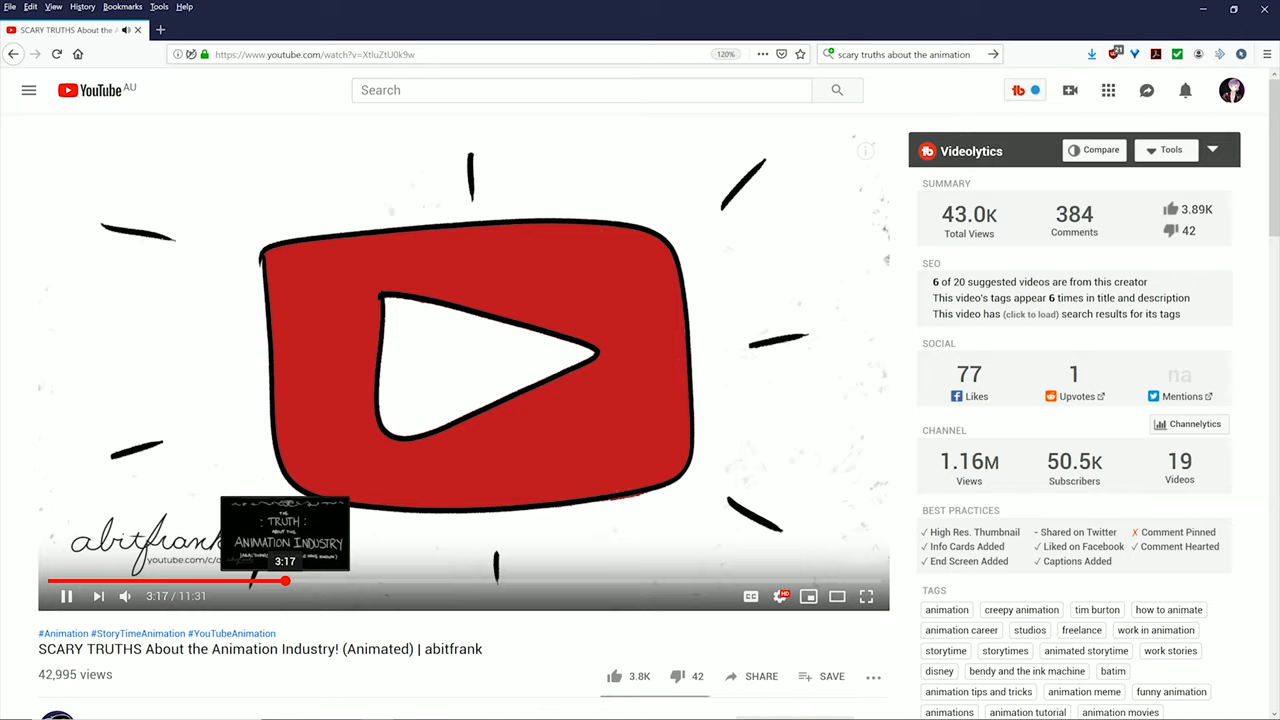 File Edit View History Bookmarks Tools Help
SCARY TRUTHS About the
https://www.youtube.com/watch?v=XtluZtU0k9w
120%
scary truths about the animation
21
YouTube AU
Search
tb
abitfrank
youtube.com/c/
THE
: TRUTH :
ABOUT THE
ANIMATION INDUSTRY
3:17
3:17 / 11:31
CC
HD
#Animation #StoryTimeAnimation #YouTubeAnimation
SCARY TRUTHS About the Animation Industry! (Animated) | abitfrank
42,995 views
3.8K
42
SHARE
SAVE
tb Videolytics
Compare
Tools
SUMMARY
43.0K
Total Views
384
Comments
3.89K
42
SEO
6 of 20 suggested videos are from this creator
This video's tags appear 6 times in title and description
This video has (click to load) search results for its tags
SOCIAL
77
Likes
1
Upvotes
na
Mentions
CHANNEL
Channelytics
1.16M
Views
50.5K
Subscribers
19
Videos
BEST PRACTICES
✓ High Res. Thumbnail - Shared on Twitter ✗ Comment Pinned
✓ Info Cards Added ✓ Liked on Facebook ✓ Comment Hearted
✓ End Screen Added ✓ Captions Added
TAGS
animation creepy animation tim burton how to animate
animation career studios freelance work in animation
storytime storytimes animated storytime work stories
disney bendy and the ink machine batim
animation tips and tricks animation meme funny animation
animations animation tutorial animation movies